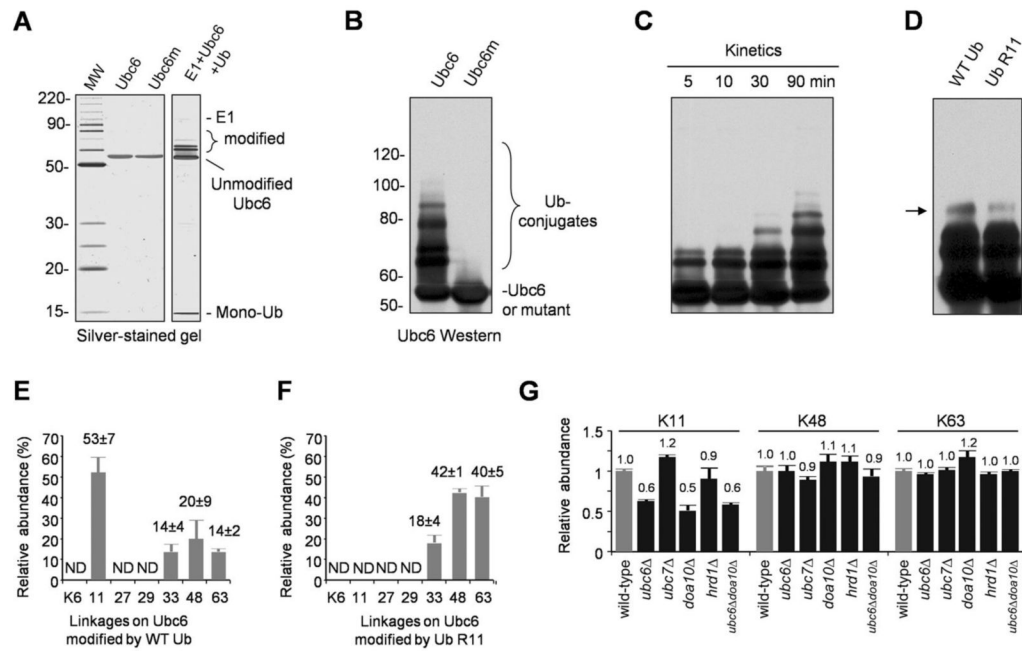 A
MW
Ubc6
Ubc6m
E1+Ubc6
+Ub
220-
90-
50-
30-
20-
15-
- E1
modified
Unmodified
Ubc6
- Mono-Ub
Silver-stained gel
B
Ubc6
Ubc6m
120-
100-
80-
60-
50-
Ub-
conjugates
-Ubc6
or mutant
Ubc6 Western
C
Kinetics
5 10 30 90 min
D
WT Ub
Ub R11
E
Relative abundance (%)
70
60
50
40
30
20
10
0
ND
53±7
ND ND
14±4
20±9
14±2
K6 11 27 29 33 48 63
Linkages on Ubc6
modified by WT Ub
F
Relative abundance (%)
70
60
50
40
30
20
10
0
ND ND ND ND
18±4
42±1
40±5
K6 11 27 29 33 48 63
Linkages on Ubc6
modified by Ub R11
G
K11 K48 K63
Relative abundance
1.5
1.25
1
0.5
0
1.0 0.6 1.2 0.5 0.9 0.6
1.0 1.0 0.9 1.1 1.1 0.9
1.0 1.0 1.0 1.2 1.0 1.0
wild-type
ubc6Δ
ubc7Δ
doa10Δ
hrd1Δ
ubc6Δdoa10Δ
wild-type
ubc6Δ
ubc7Δ
doa10Δ
hrd1Δ
ubc6Δdoa10Δ
wild-type
ubc6Δ
ubc7Δ
doa10Δ
hrd1Δ
ubc6Δdoa10Δ